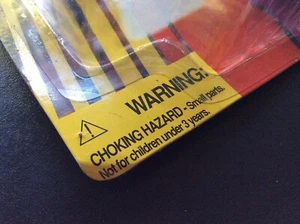 WARNING:
CHOKING HAZARD - Small parts.
Not for children under 3 years.